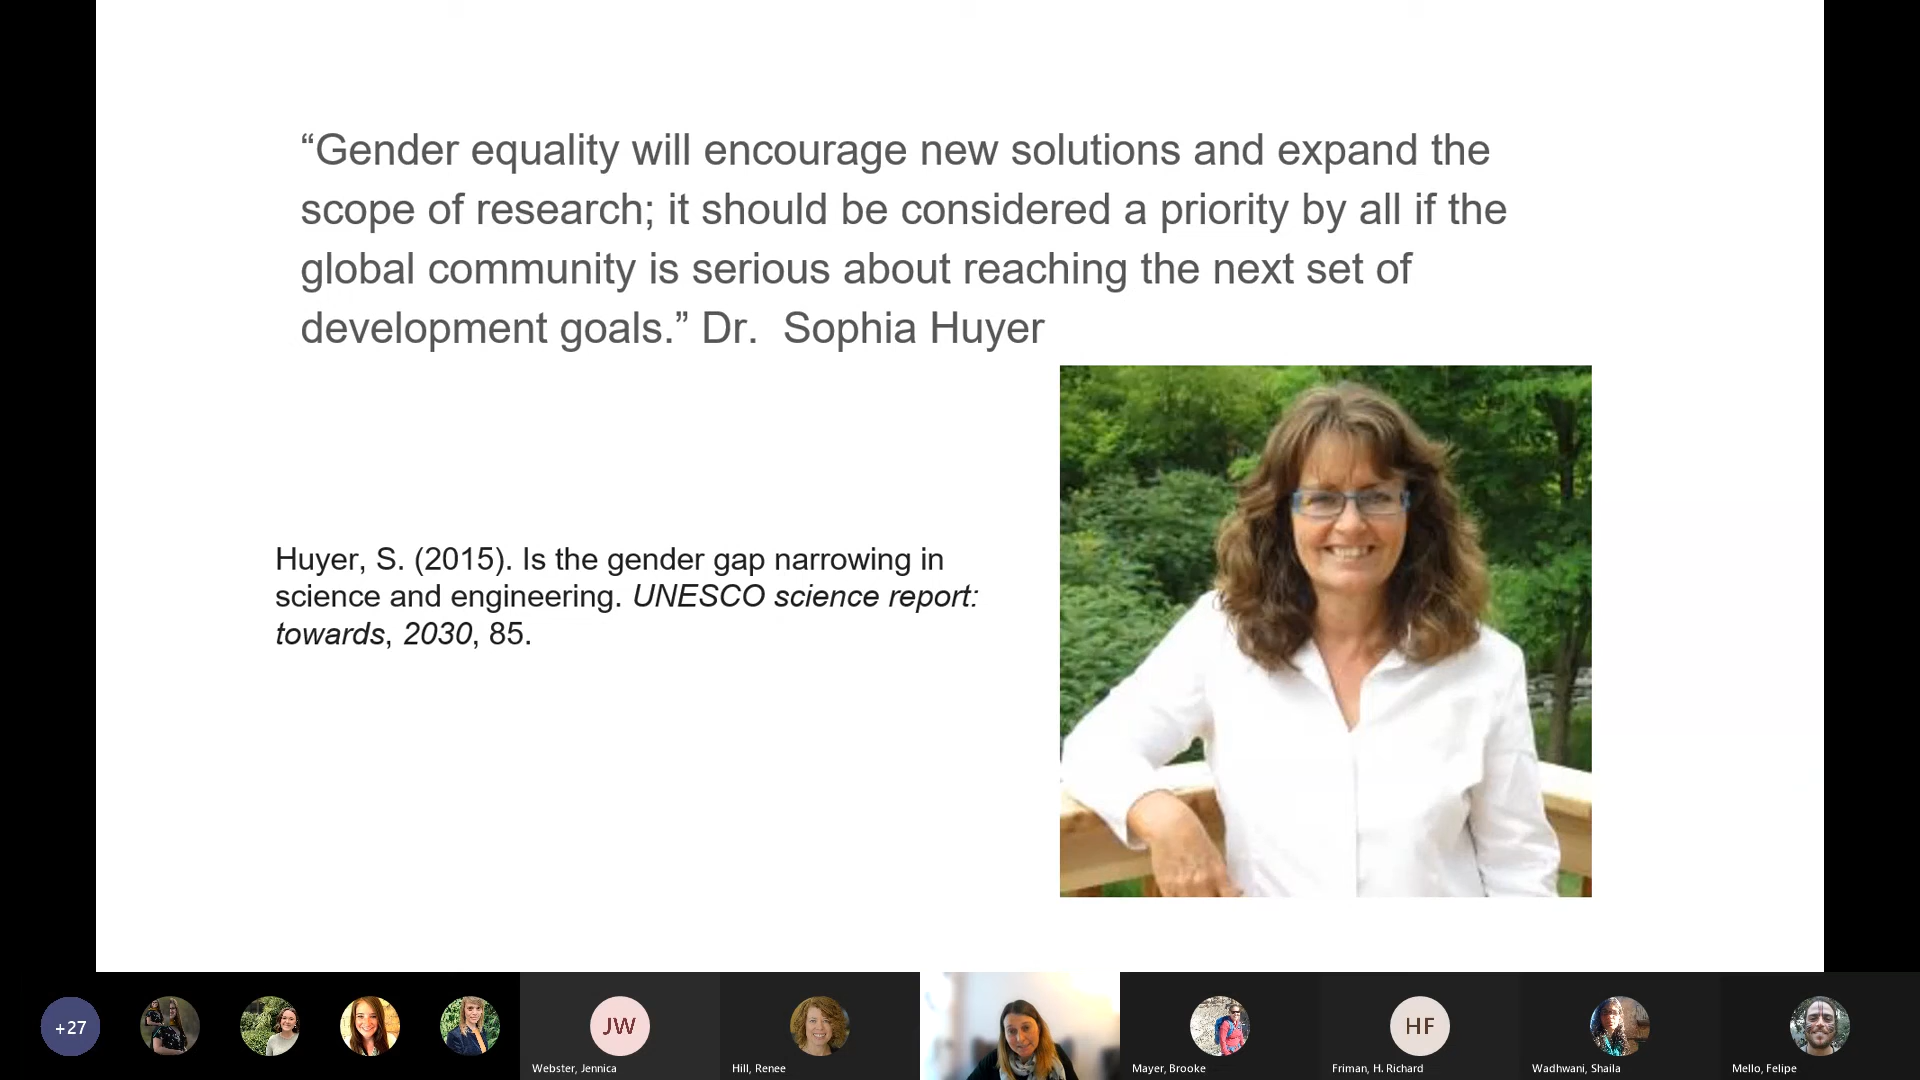 “Gender equality will encourage new solutions and expand the
scope of research; it should be considered a priority by all if the
global community is serious about reaching the next set of
development goals.” Dr.  Sophia Huyer
Huyer, S. (2015). Is the gender gap narrowing in
science and engineering. UNESCO science report:
towards, 2030, 85.
+27
JW
Webster, Jennica
Hill, Renee
Mayer, Brooke
HF
Friman, H. Richard
Wadhwani, Shaila
Mello, Felipe